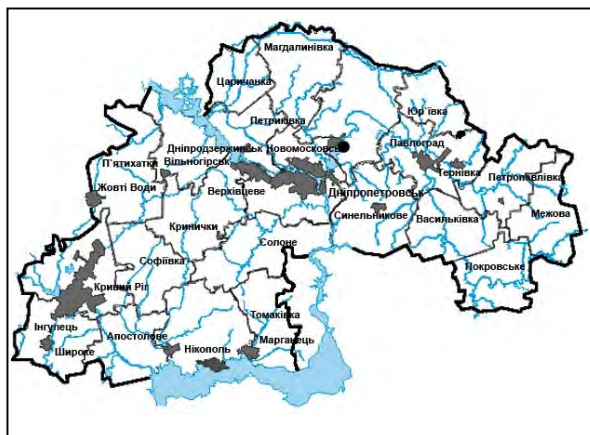 Магдалинівка
Царичанка
Юр'ївка
Петриківка
Дніпродзержинськ
Новомосковськ
Павлоград
П'ятихатки
Вільногірськ
Тернівка
Петропавлівка
Жовті Води
Верхівцеве
Дніпропетровськ
Синельникове
Васильківка
Межова
Кринички
Солоне
Софіївка
Покровське
Кривий Ріг
Інгулець
Апостолове
Томаківка
Широке
Нікополь
Марганець